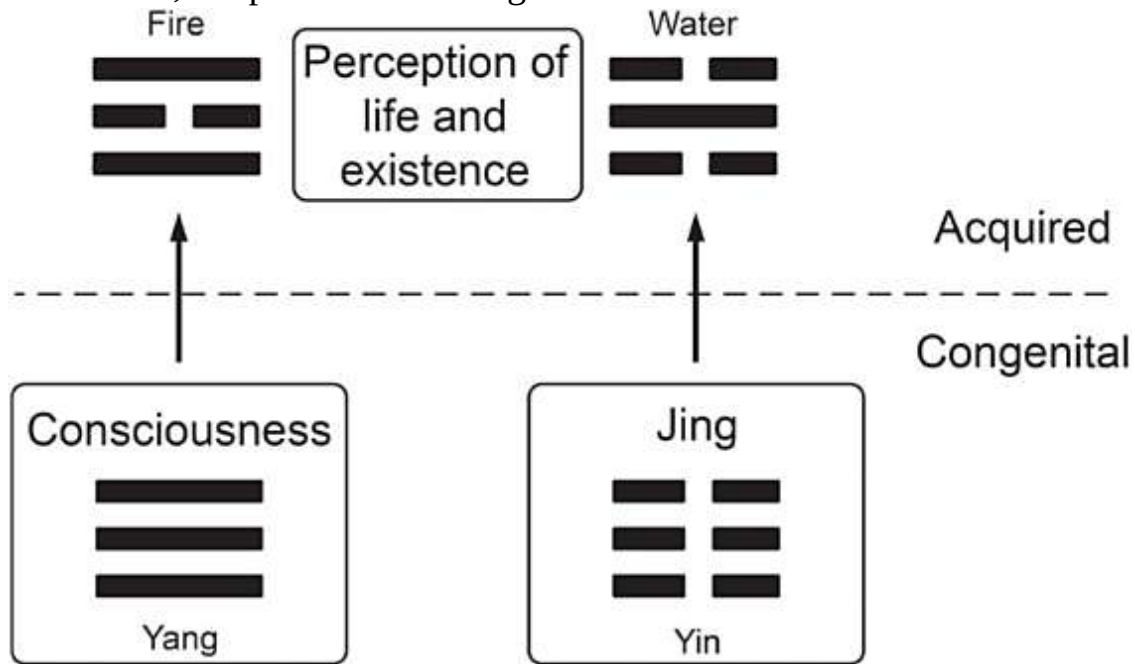 Fire
Water
Perception of
life and
existence
Acquired
Congenital
Consciousness
Jing
Yang
Yin